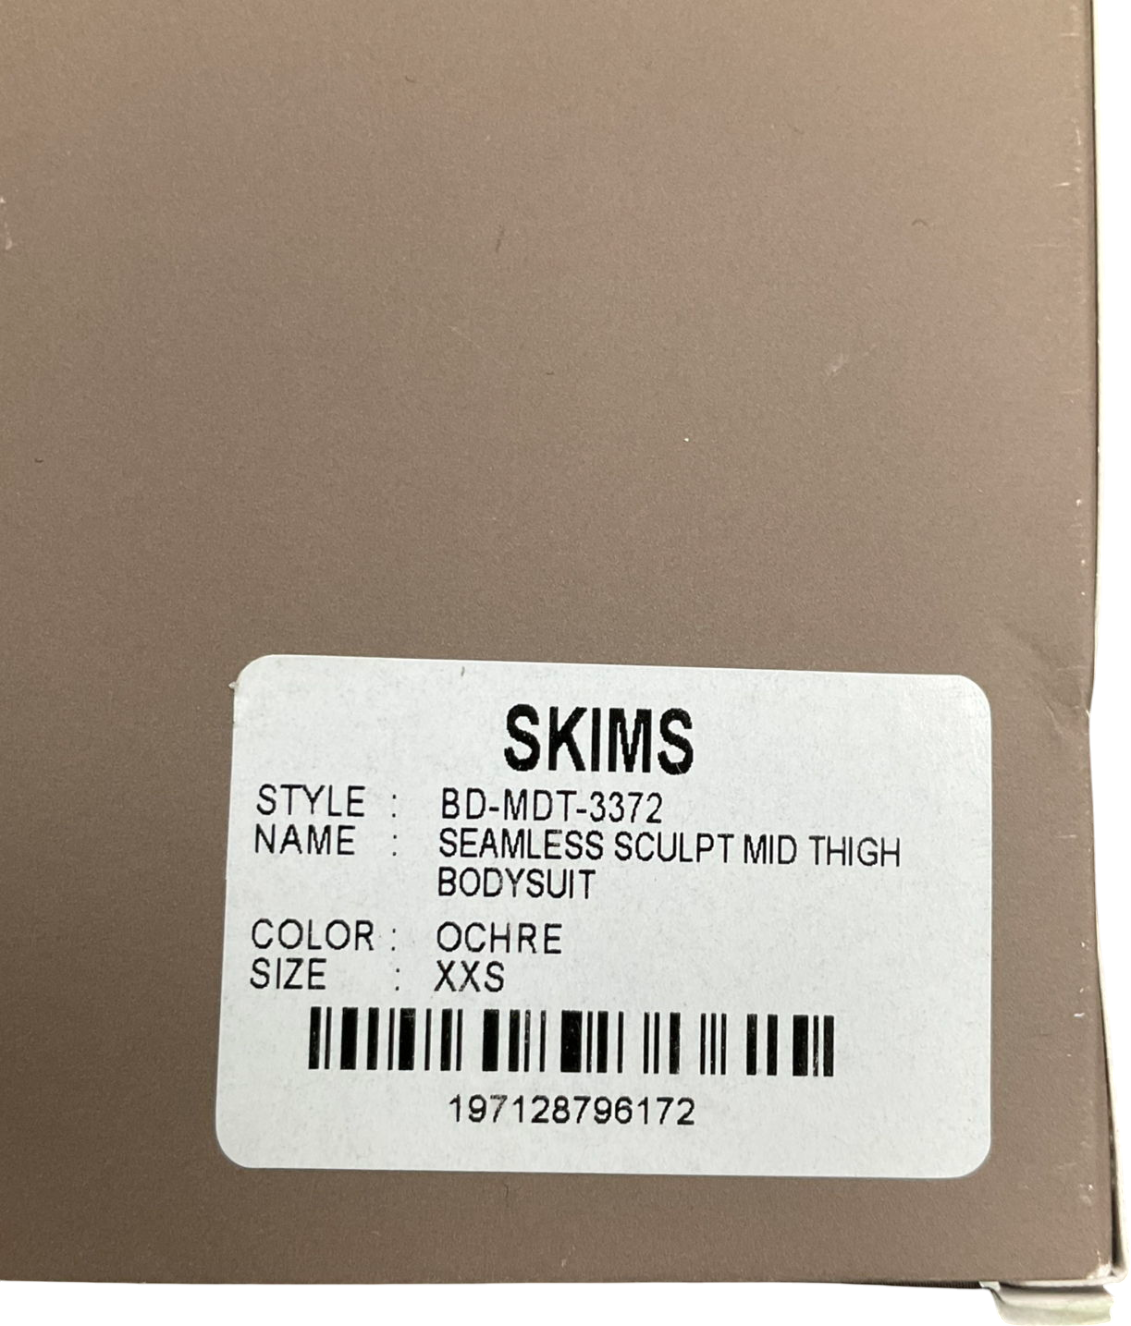 SKIMS
STYLE : BD-MDT-3372
NAME : SEAMLESS SCULPT MID THIGH
BODYSUIT
COLOR : OCHRE
SIZE : XXS
197128796172